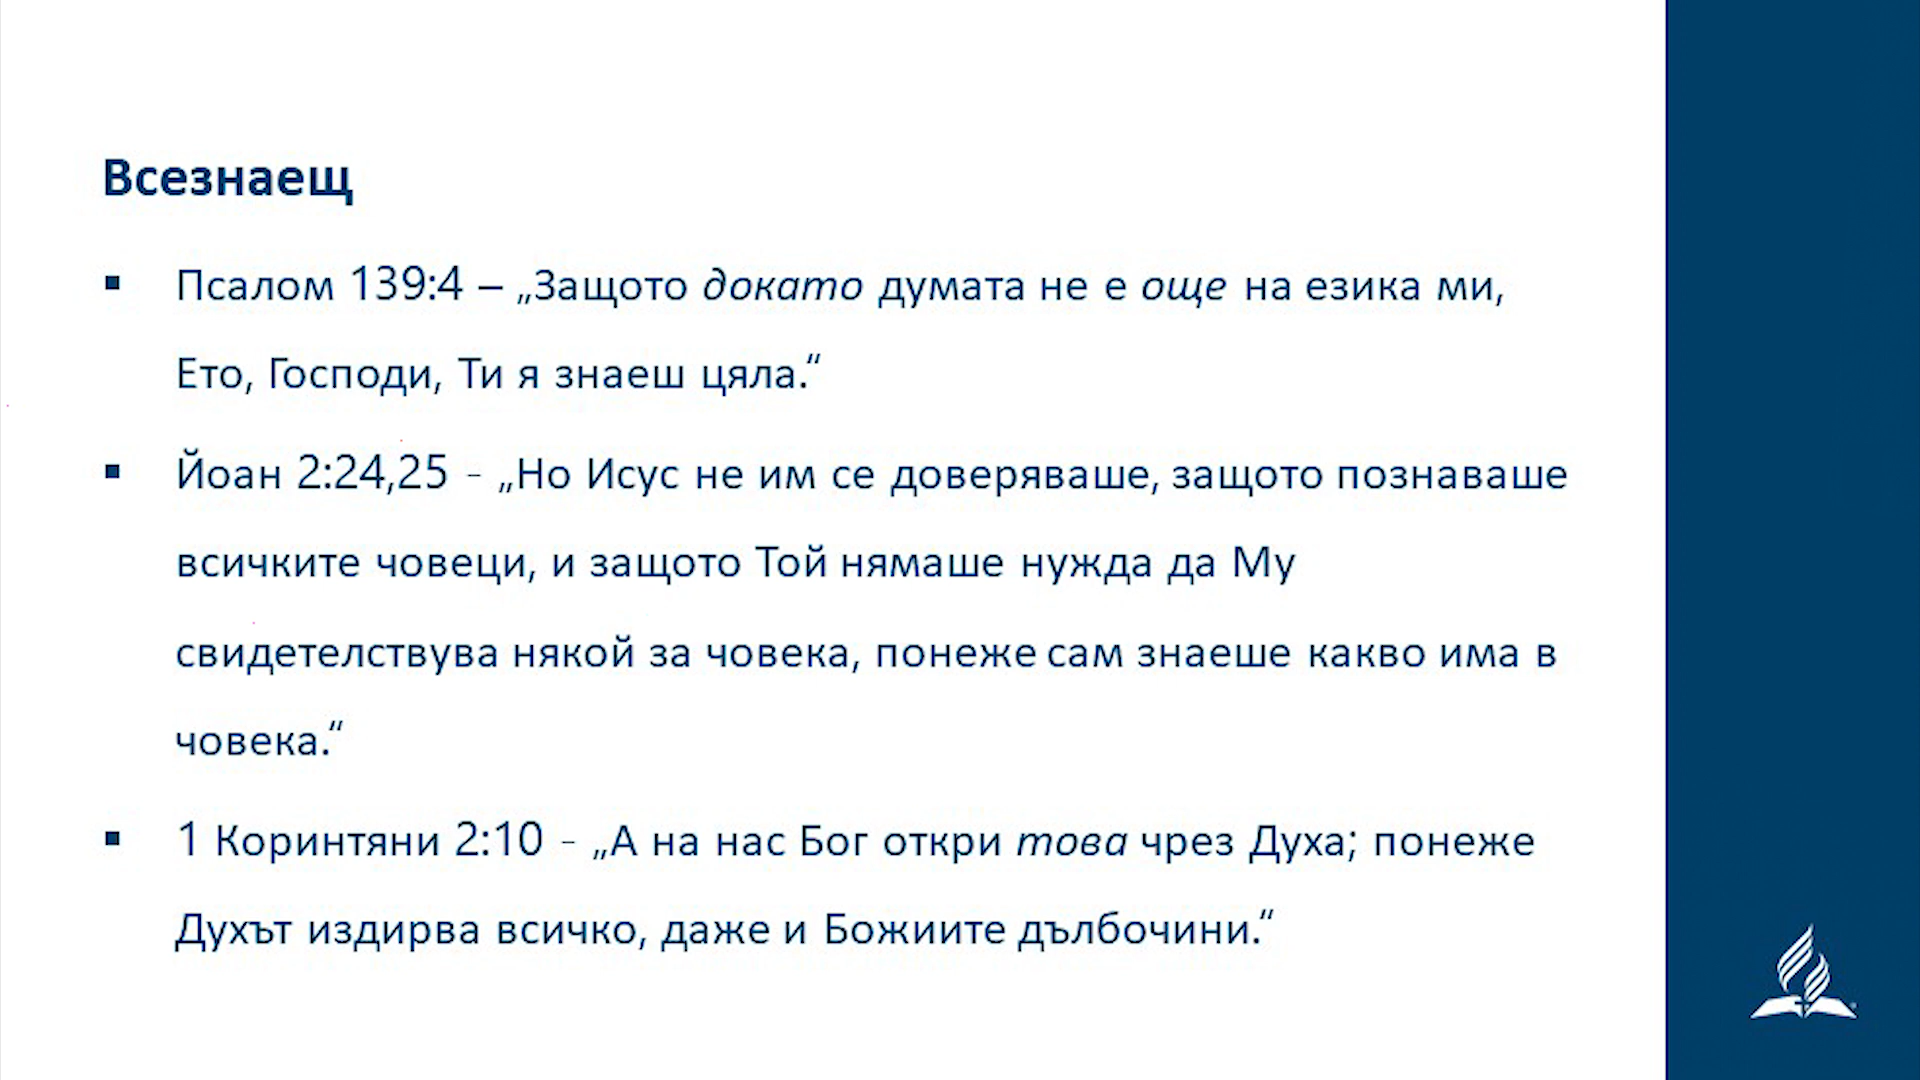 Всезнаещ
▪ Псалом 139:4 – „Защото докато думата не е още на езика ми,
Ето, Господи, Ти я знаеш цяла.“
▪ Йоан 2:24,25 - „Но Исус не им се доверяваше, защото познаваше
всичките човеци, и защото Той нямаше нужда да Му
свидетелствува някой за човека, понеже сам знаеше какво има в
човека.“
▪ 1 Коринтяни 2:10 - „А на нас Бог откри това чрез Духа; понеже
Духът издирва всичко, даже и Божиите дълбочини.“